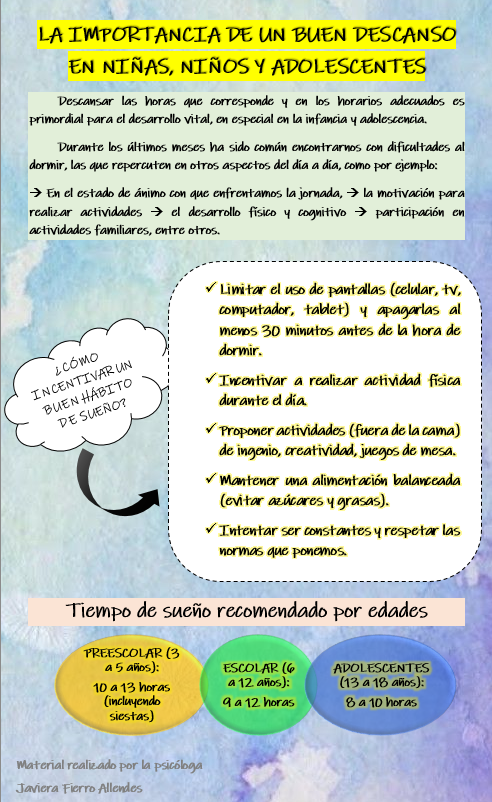 LA IMPORTANCIA DE UN BUEN DESCANSO
EN NIÑAS, NIÑOS Y ADOLESCENTES
Descansar las horas que corresponde y en los horarios adecuados es
primordial para el desarrollo vital, en especial en la infancia y adolescencia.
Durante los últimos meses ha sido común encontrarnos con dificultades al
dormir, las que repercuten en otros aspectos del día a día, como por ejemplo:
→ En el estado de ánimo con que enfrentamos la jornada, → la motivación para
realizar actividades → el desarrollo físico y cognitivo → participación en
actividades familiares, entre otros.
¿CÓMO
INCENTIVAR UN
BUEN HÁBITO
DE SUEÑO?
✓ Limitar el uso de pantallas (celular, tv,
computador, tablet) y apagarlas al
menos 30 minutos antes de la hora de
dormir.
✓ Incentivar a realizar actividad física
durante el día.
✓ Proponer actividades (fuera de la cama)
de ingenio, creatividad, juegos de mesa.
✓ Mantener una alimentación balanceada
(evitar azúcares y grasas).
✓ Intentar ser constantes y respetar las
normas que ponemos.
Tiempo de sueño recomendado por edades
PREESCOLAR (3
a 5 años):
10 a 13 horas
(incluyendo
siestas)
ESCOLAR (6
a 12 años):
9 a 12 horas
ADOLESCENTES
(13 a 18 años):
8 a 10 horas
Material realizado por la psicóloga
Javiera Fierro Allendes